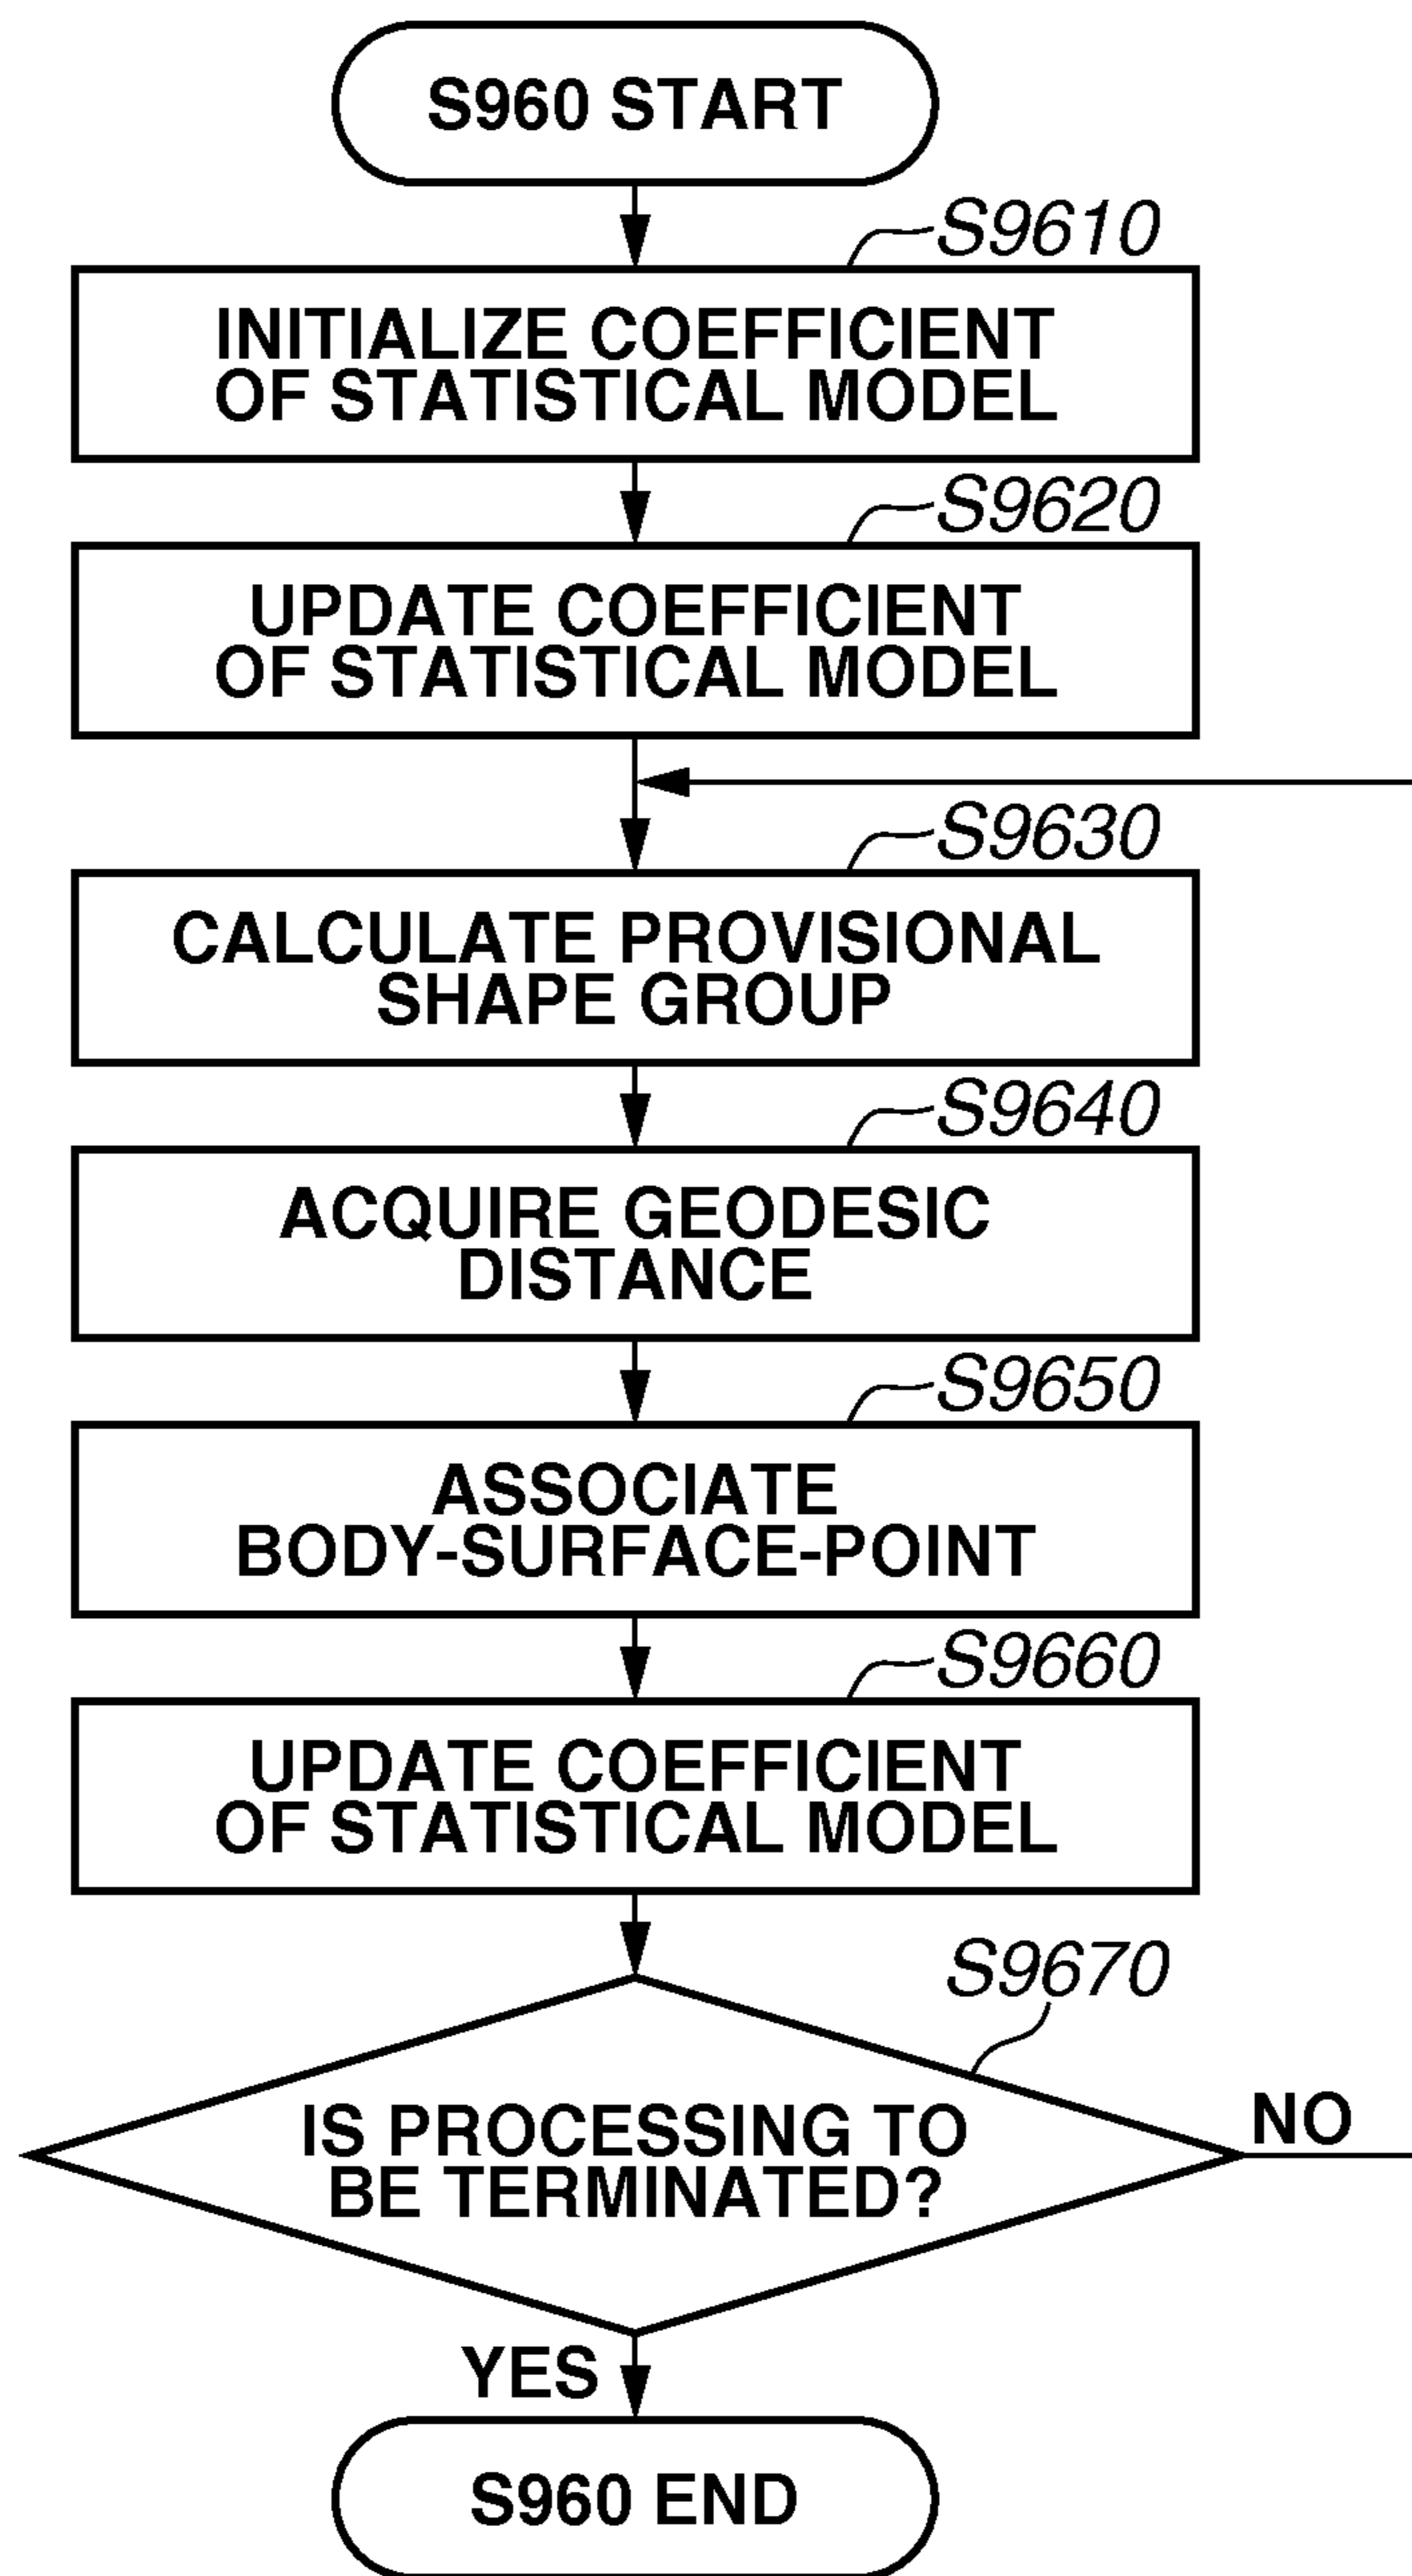 S960 START
S9610
INITIALIZE COEFFICIENT
OF STATISTICAL MODEL
S9620
UPDATE COEFFICIENT
OF STATISTICAL MODEL
S9630
CALCULATE PROVISIONAL
SHAPE GROUP
S9640
ACQUIRE GEODESIC
DISTANCE
S9650
ASSOCIATE
BODY-SURFACE-POINT
S9660
UPDATE COEFFICIENT
OF STATISTICAL MODEL
S9670
IS PROCESSING TO
BE TERMINATED?
NO
YES
S960 END